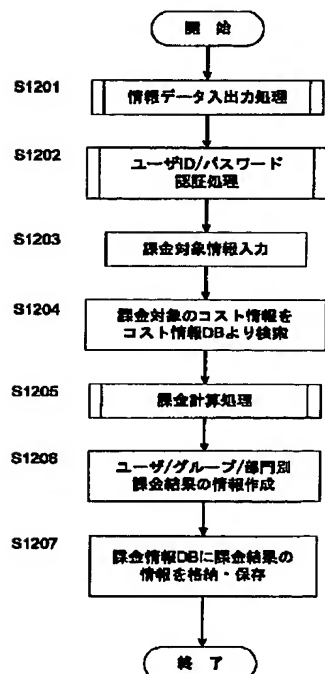 開 始
S1201
情報データ入出力処理
S1202
ユーザID/パスワード
認証処理
S1203
課金対象情報入力
S1204
課金対象のコスト情報を
コスト情報DBより検索
S1205
課金計算処理
S1206
ユーザ/グループ/部門別
課金結果の情報作成
S1207
課金情報DBに課金結果の
情報を格納・保存
終 了